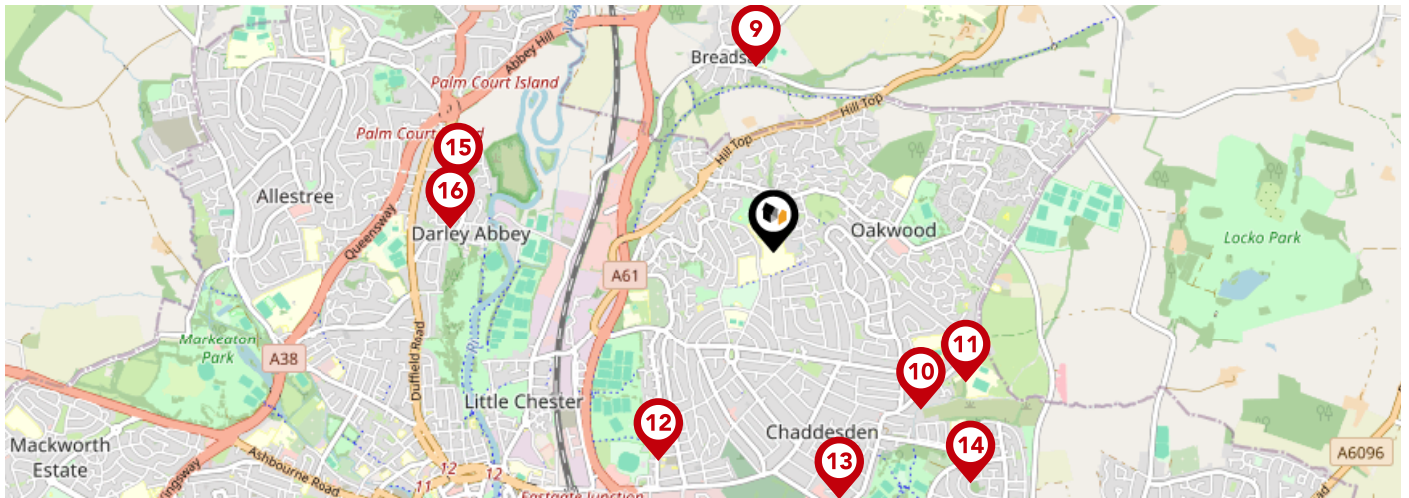 9
Breadsa
Abbey Hill
Palm Court Island
Hill Top
Palm Court
15
Hill Top
16
Allestree
Queensway
Darley Abbey
Oakwood
Locko Park
A61
Markeaton
Park
A38
Duffield Road
11
10
Little Chester
12
Chaddesden
13
14
Mackworth
Estate
A6096
Ashbourne Road
12
12
11
ingsway
Eastgate Junction